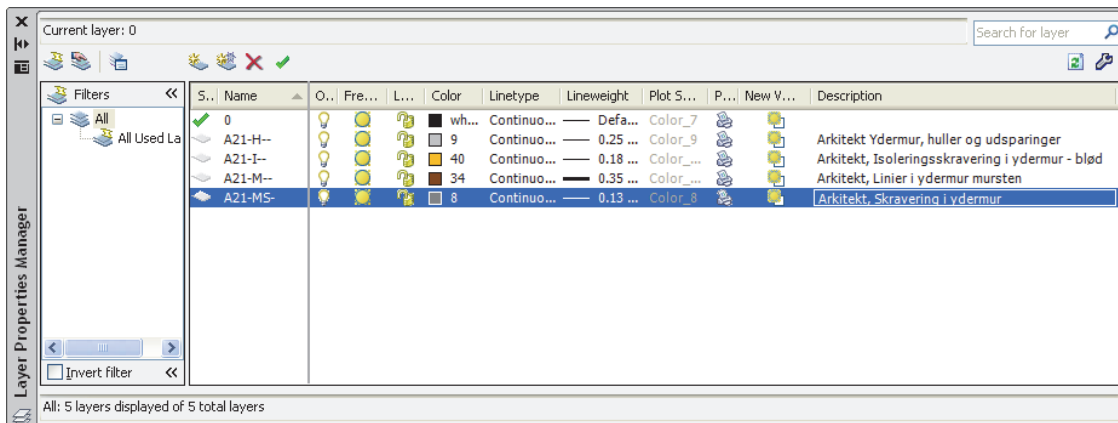 Current layer: 0
Search for layer
Filters
S.. Name O.. Fre... L... Color Linetype Lineweight Plot S... P... New V... Description
All
All Used La
0 wh... Continuo... Defa... Color_7
A21-H-- 9 Continuo... 0.25 ... Color_9 Arkitekt Ydermur, huller og udsparinger
A21-I-- 40 Continuo... 0.18 ... Color_... Arkitekt, Isoleringsskravering i ydermur - blød
A21-M-- 34 Continuo... 0.35 ... Color_... Arkitekt, Linier i ydermur mursten
A21-MS- 8 Continuo... 0.13 ... Color_8 Arkitekt, Skravering i ydermur
Invert filter
All: 5 layers displayed of 5 total layers
Layer Properties Manager